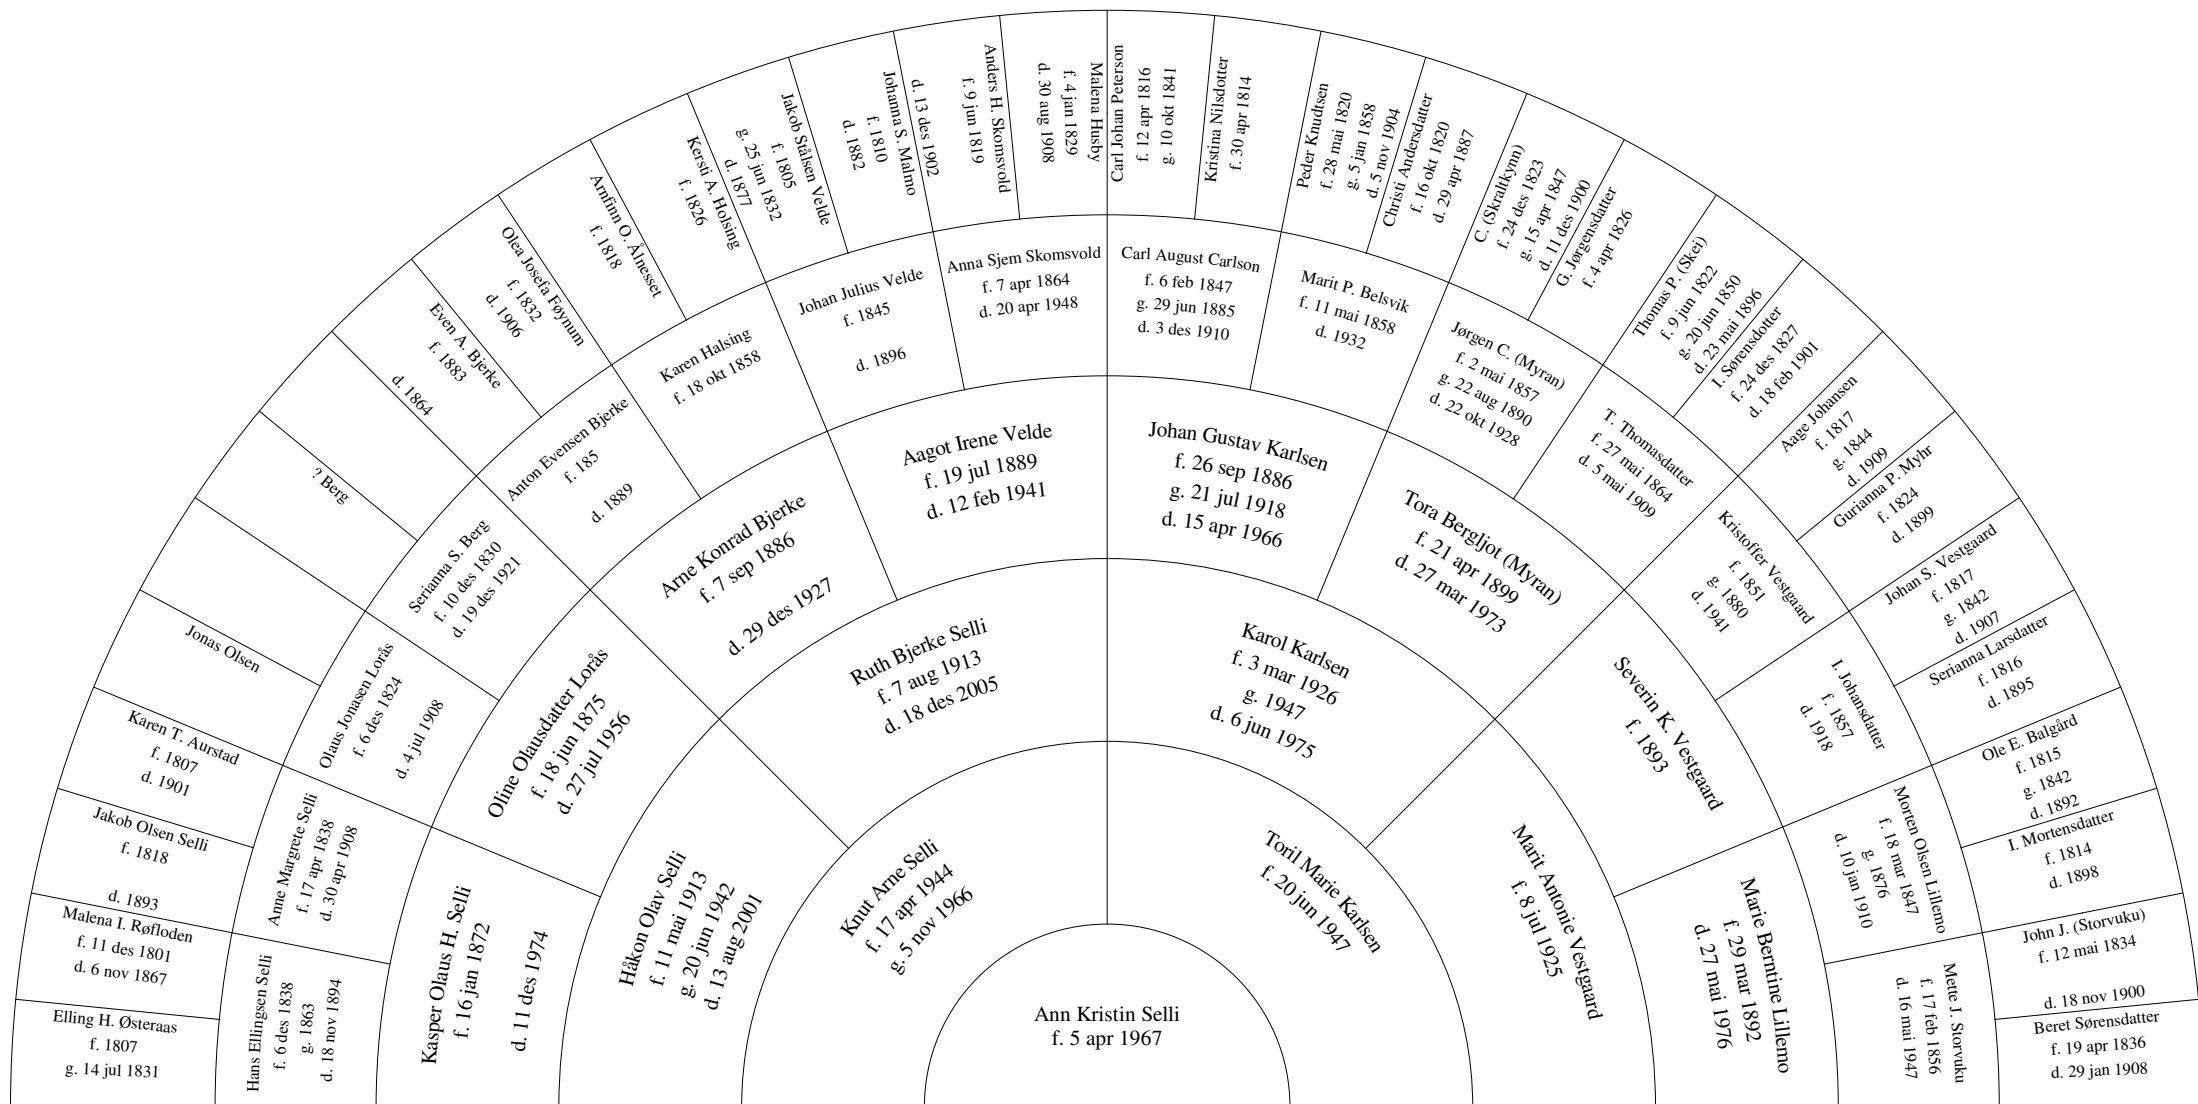 Ann Kristin Selli
f. 5 apr 1967
Knut Arne Selli
f. 17 apr 1944
g. 5 nov 1966
Toril Marie Karlsen
f. 20 jun 1947
Håkon Olav Selli
f. 11 mai 1913
g. 20 jun 1942
d. 13 aug 2001
Ruth Bjerke Selli
f. 7 aug 1913
d. 18 des 2005
Karol Karlsen
f. 3 mar 1926
g. 1947
d. 6 jun 1975
Marit Antonie Vestgaard
f. 8 jul 1925
Kasper Olaus H. Selli
f. 16 jan 1872
d. 11 des 1974
Oline Olausdatter Lorås
f. 18 jun 1875
d. 27 jul 1956
Arne Konrad Bjerke
f. 7 sep 1886
d. 29 des 1927
Aagot Irene Velde
f. 19 jul 1889
d. 12 feb 1941
Johan Gustav Karlsen
f. 26 sep 1886
g. 21 jul 1918
d. 15 apr 1966
Tora Bergljot (Myran)
f. 21 apr 1899
d. 27 mar 1973
Severin K. Vestgaard
f. 1893
Marie Berntine Lillemo
f. 29 mar 1892
d. 27 mai 1976
Hans Ellingsen Selli
f. 6 des 1838
g. 1863
d. 18 nov 1894
Anne Margrete Selli
f. 17 apr 1838
d. 30 apr 1908
Olaus Jonasen Lorås
f. 6 des 1824
d. 4 jul 1908
Serianna S. Berg
f. 10 des 1830
d. 19 des 1921
Anton Evensen Bjerke
f. 185
d. 1889
Karen Halsing
f. 18 okt 1858
Johan Julius Velde
f. 1845
d. 1896
Anna Sjem Skomsvold
f. 7 apr 1864
d. 20 apr 1948
Carl August Carlson
f. 6 feb 1847
g. 29 jun 1885
d. 3 des 1910
Marit P. Belsvik
f. 11 mai 1858
d. 1932
Jørgen C. (Myran)
f. 2 mai 1857
g. 22 aug 1890
d. 22 okt 1928
T. Thomasdatter
f. 27 mai 1864
d. 5 mai 1909
Kristoffer Vestgaard
f. 1851
g. 1880
d. 1941
I. Johansdatter
f. 1857
d. 1918
Morten Olsen Lillemo
f. 18 mar 1847
g. 1876
d. 10 jan 1910
Mette J. Storvuku
f. 17 feb 1856
d. 16 mai 1947
Elling H. Østeraas
f. 1807
g. 14 jul 1831
Malena I. Røfloden
f. 11 des 1801
d. 6 nov 1867
Jakob Olsen Selli
f. 1818
d. 1893
Karen T. Aurstad
f. 1807
d. 1901
Jonas Olsen
? Berg
d. 1864
Even A. Bjerke
f. 1883
Olea Josefa Føynum
f. 1832
d. 1906
Arnfinn O. Ålnesset
f. 1818
Kersti A. Holsing
f. 1826
Jakob Stålsen Velde
f. 1805
g. 25 jun 1832
d. 1877
Johanna S. Malmo
f. 1810
d. 1882
Anders H. Skomsvold
f. 9 jun 1819
d. 13 des 1902
Malena Husby
f. 4 jan 1829
d. 30 aug 1908
Carl Johan Peterson
f. 12 apr 1816
g. 10 okt 1841
Kristina Nilsdotter
f. 30 apr 1814
Peder Knudtsen
f. 28 mai 1820
g. 5 jan 1858
d. 5 nov 1904
Christi Andersdatter
f. 16 okt 1820
d. 29 apr 1887
C. (Skraltkynn)
f. 24 des 1823
g. 15 apr 1847
d. 11 des 1900
G. Jørgensdatter
f. 4 apr 1826
Thomas P. (Skei)
f. 9 jun 1822
g. 20 jun 1850
d. 23 mai 1896
I. Sørensdotter
f. 24 des 1827
d. 18 feb 1901
Aage Johansen
f. 1817
g. 1844
d. 1909
Gurianna P. Myhr
f. 1824
d. 1899
Johan S. Vestgaard
f. 1817
g. 1842
d. 1907
Serianna Larsdatter
f. 1816
d. 1895
Ole E. Balgård
f. 1815
g. 1842
d. 1892
I. Mortensdatter
f. 1814
d. 1898
John J. (Storvuku)
f. 12 mai 1834
d. 18 nov 1900
Beret Sørensdatter
f. 19 apr 1836
d. 29 jan 1908